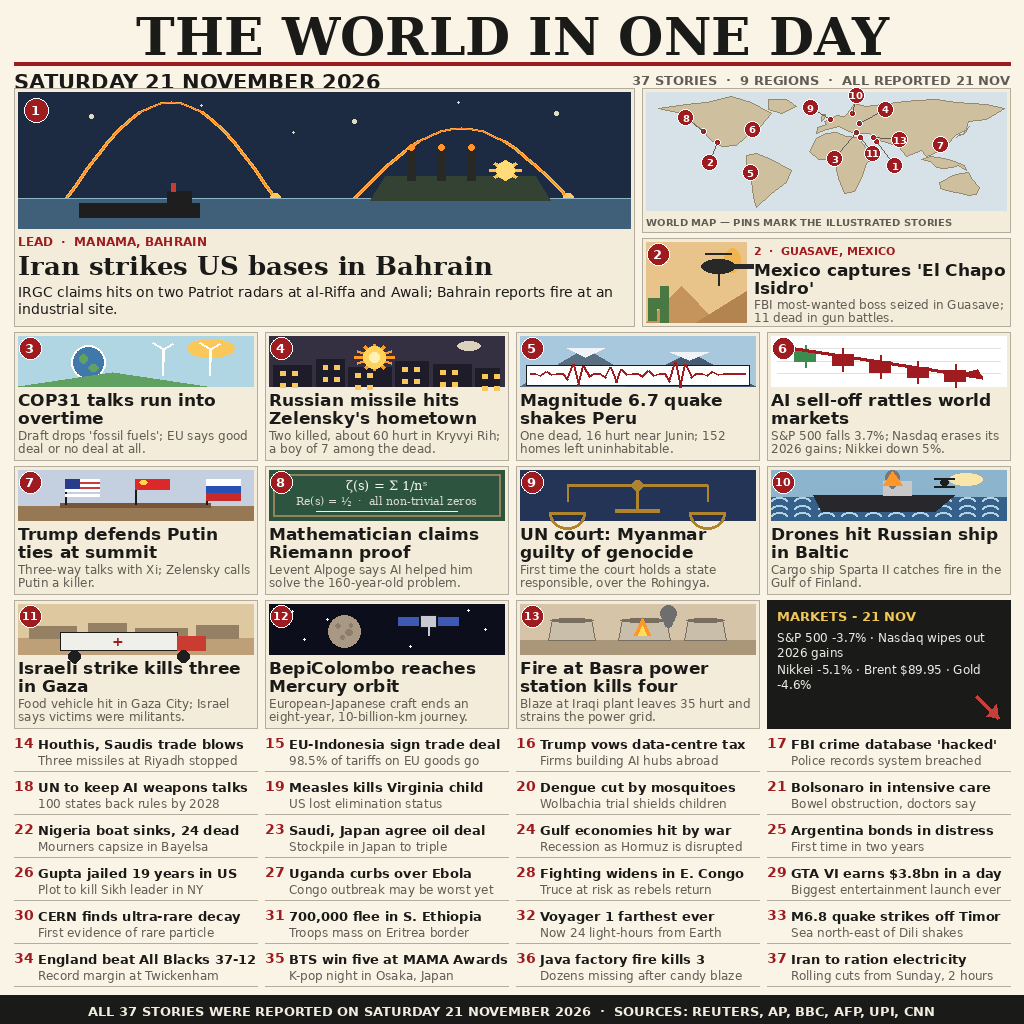 THE WORLD IN ONE DAY
SATURDAY 21 NOVEMBER 2026
37 STORIES · 9 REGIONS · ALL REPORTED 21 NOV
1
LEAD · MANAMA, BAHRAIN
Iran strikes US bases in Bahrain
IRGC claims hits on two Patriot radars at al-Riffa and Awali; Bahrain reports fire at an
industrial site.
10
9
4
8
6
13
7
2
3
11
1
5
WORLD MAP — PINS MARK THE ILLUSTRATED STORIES
2
2 · GUASAVE, MEXICO
Mexico captures 'El Chapo
Isidro'
FBI most-wanted boss seized in Guasave;
11 dead in gun battles.
3
COP31 talks run into
overtime
Draft drops 'fossil fuels'; EU says good
deal or no deal at all.
4
Russian missile hits
Zelensky's hometown
Two killed, about 60 hurt in Kryvyi Rih;
a boy of 7 among the dead.
5
Magnitude 6.7 quake
shakes Peru
One dead, 16 hurt near Junin; 152
homes left uninhabitable.
6
AI sell-off rattles world
markets
S&P 500 falls 3.7%; Nasdaq erases its
2026 gains; Nikkei down 5%.
7
Trump defends Putin
ties at summit
Three-way talks with Xi; Zelensky calls
Putin a killer.
8
ζ(s) = Σ 1/nˢ
Re(s) = ½ · all non-trivial zeros
Mathematician claims
Riemann proof
Levent Alpoge says AI helped him
solve the 160-year-old problem.
9
UN court: Myanmar
guilty of genocide
First time the court holds a state
responsible, over the Rohingya.
10
Drones hit Russian ship
in Baltic
Cargo ship Sparta II catches fire in the
Gulf of Finland.
11
Israeli strike kills three
in Gaza
Food vehicle hit in Gaza City; Israel
says victims were militants.
12
BepiColombo reaches
Mercury orbit
European-Japanese craft ends an
eight-year, 10-billion-km journey.
13
Fire at Basra power
station kills four
Blaze at Iraqi plant leaves 35 hurt and
strains the power grid.
MARKETS - 21 NOV
S&P 500 -3.7% · Nasdaq wipes out
2026 gains
Nikkei -5.1% · Brent $89.95 · Gold
-4.6%
14 Houthis, Saudis trade blows
Three missiles at Riyadh stopped
15 EU-Indonesia sign trade deal
98.5% of tariffs on EU goods go
16 Trump vows data-centre tax
Firms building AI hubs abroad
17 FBI crime database 'hacked'
Police records system breached
18 UN to keep AI weapons talks
100 states back rules by 2028
19 Measles kills Virginia child
US lost elimination status
20 Dengue cut by mosquitoes
Wolbachia trial shields children
21 Bolsonaro in intensive care
Bowel obstruction, doctors say
22 Nigeria boat sinks, 24 dead
Mourners capsize in Bayelsa
23 Saudi, Japan agree oil deal
Stockpile in Japan to triple
24 Gulf economies hit by war
Recession as Hormuz is disrupted
25 Argentina bonds in distress
First time in two years
26 Gupta jailed 19 years in US
Plot to kill Sikh leader in NY
27 Uganda curbs over Ebola
Congo outbreak may be worst yet
28 Fighting widens in E. Congo
Truce at risk as rebels return
29 GTA VI earns $3.8bn in a day
Biggest entertainment launch ever
30 CERN finds ultra-rare decay
First evidence of rare particle
31 700,000 flee in S. Ethiopia
Troops mass on Eritrea border
32 Voyager 1 farthest ever
Now 24 light-hours from Earth
33 M6.8 quake strikes off Timor
Sea north-east of Dili shakes
34 England beat All Blacks 37-12
Record margin at Twickenham
35 BTS win five at MAMA Awards
K-pop night in Osaka, Japan
36 Java factory fire kills 3
Dozens missing after candy blaze
37 Iran to ration electricity
Rolling cuts from Sunday, 2 hours
ALL 37 STORIES WERE REPORTED ON SATURDAY 21 NOVEMBER 2026 · SOURCES: REUTERS, AP, BBC, AFP, UPI, CNN